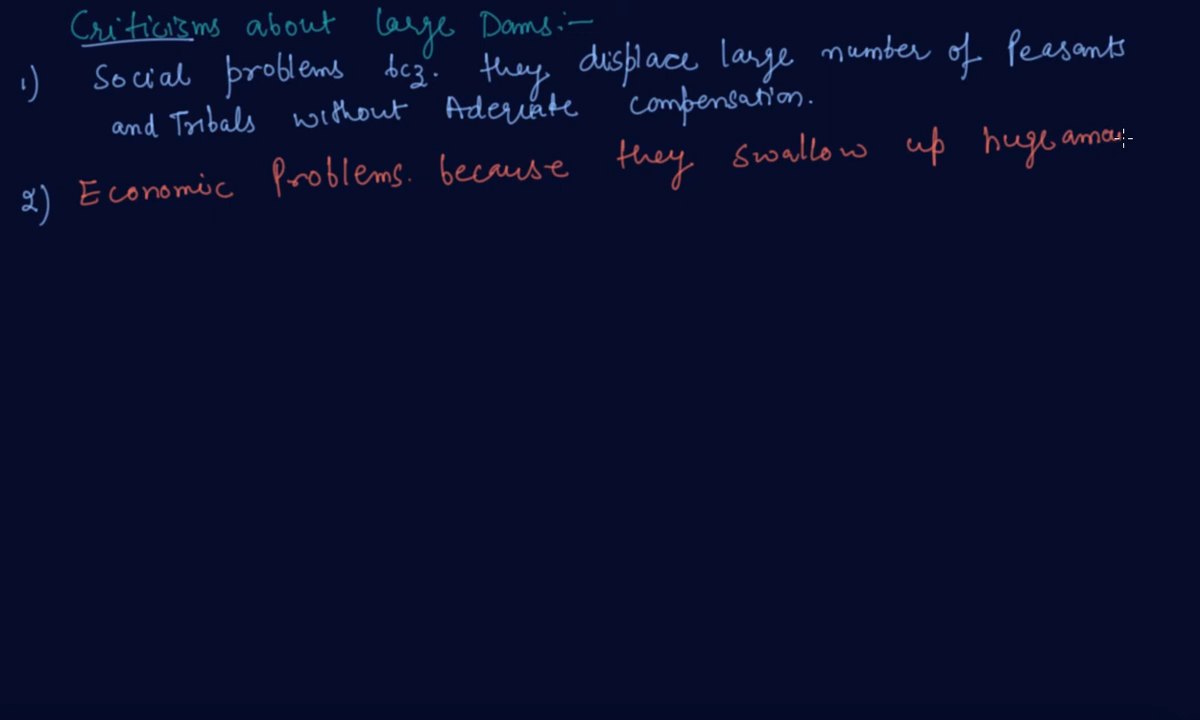 Criticisms about large Dams:-
1) Social problems bcz. they displace large number of Peasants
and Tribals without Adequate compensation.
2) Economic Problems. because they swallow up huge amou